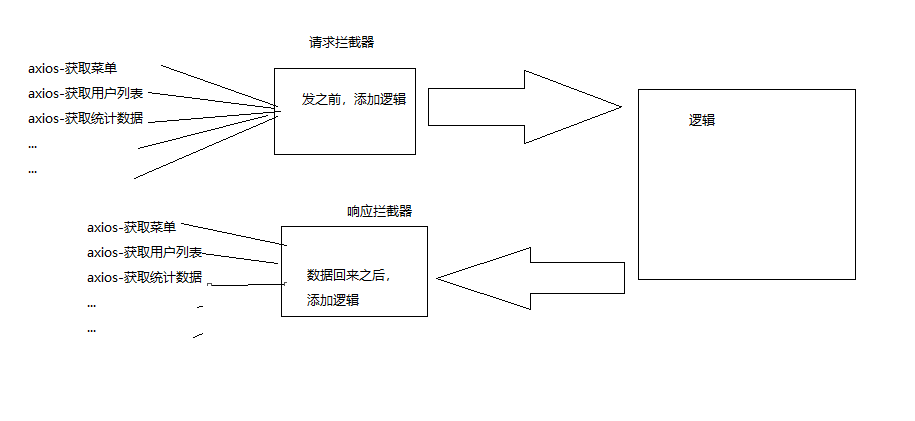 请求拦截器
axios-获取菜单
axios-获取用户列表
axios-获取统计数据
...
...
发之前，添加逻辑
逻辑
响应拦截器
axios-获取菜单
axios-获取用户列表
axios-获取统计数据
...
...
数据回来之后，
添加逻辑